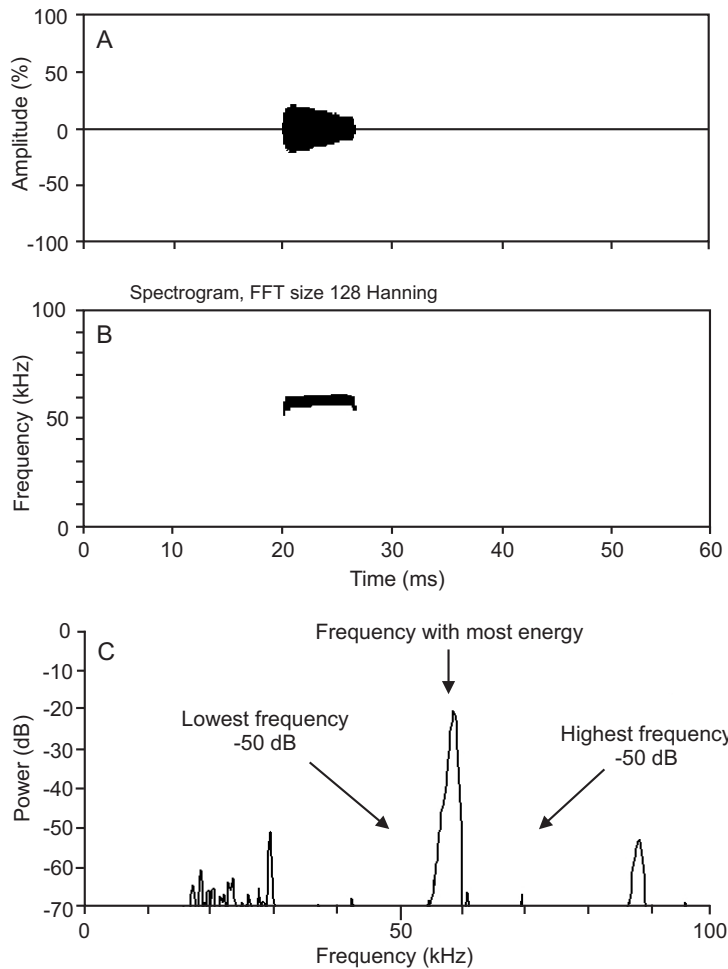 A
100
50
0
-50
-100
Amplitude (%)
Spectrogram, FFT size 128 Hanning
B
100
50
0
Frequency (kHz)
0 10 20 30 40 50 60
Time (ms)
C
Frequency with most energy
Lowest frequency
-50 dB
Highest frequency
-50 dB
0
-10
-20
-30
-40
-50
-60
-70
Power (dB)
0 50 100
Frequency (kHz)